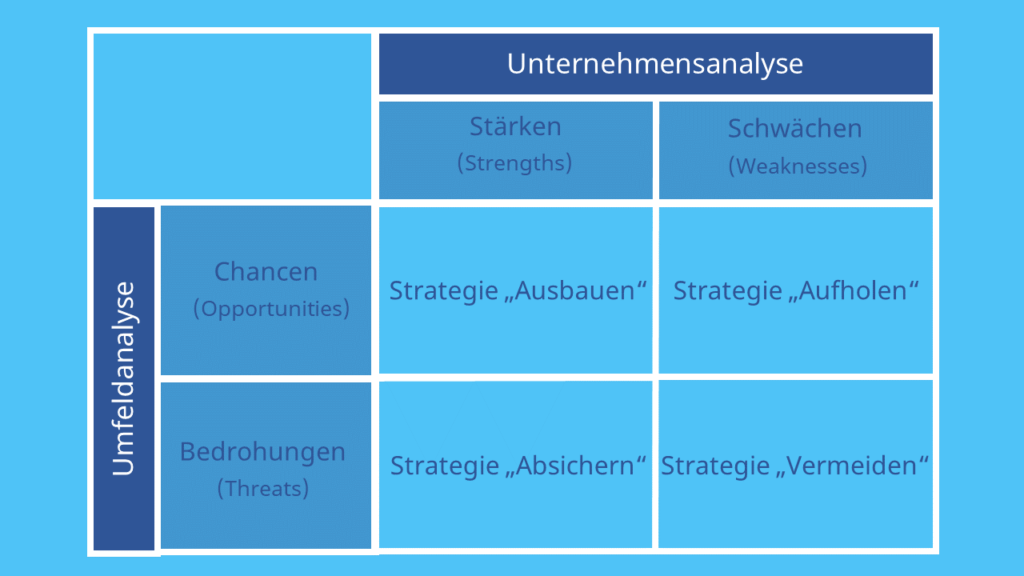 Unternehmensanalyse
Stärken
(Strengths)
Schwächen
(Weaknesses)
Umfeldanalyse
Chancen
(Opportunities)
Strategie „Ausbauen“
Strategie „Aufholen“
Bedrohungen
(Threats)
Strategie „Absichern“
Strategie „Vermeiden“